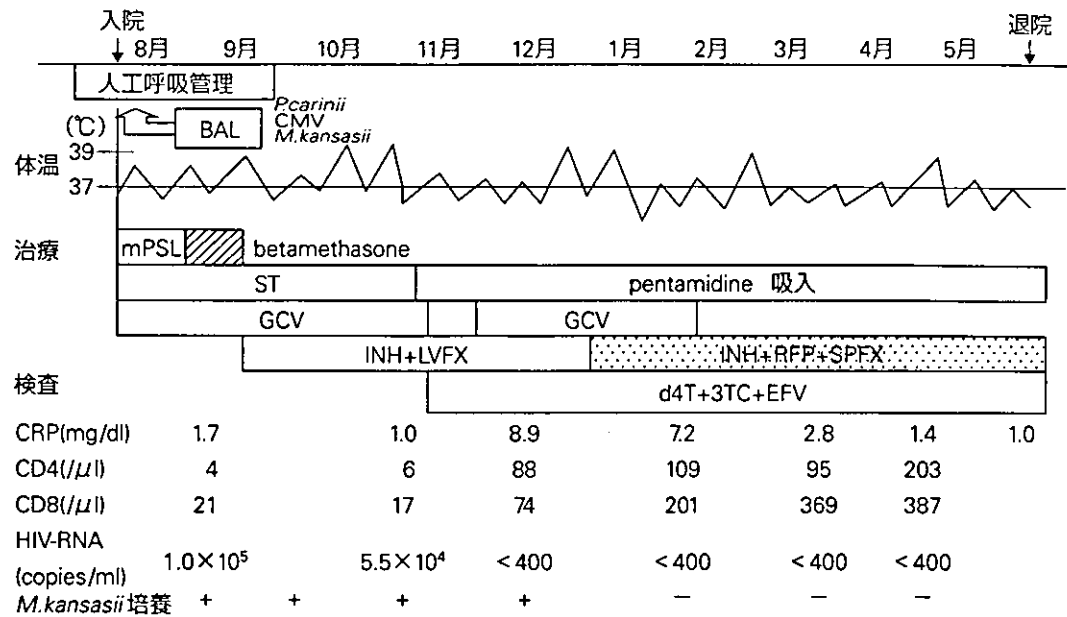 入院 退院
8月 9月 10月 11月 12月 1月 2月 3月 4月 5月
人工呼吸管理
BAL
P.carinii
CMV
M.kansasii
(℃)
体温
39
37
治療
mPSL betamethasone
ST pentamidine 吸入
GCV GCV
INH+LVFX INH+RFP+SPFX
検査
d4T+3TC+EFV
CRP(mg/dl) 1.7 1.0 8.9 7.2 2.8 1.4 1.0
CD4(/μl) 4 6 88 109 95 203
CD8(/μl) 21 17 74 201 369 387
HIV-RNA
(copies/ml) 1.0×10⁵ 5.5×10⁴ <400 <400 <400 <400
M.kansasii培養 + + + + − − −